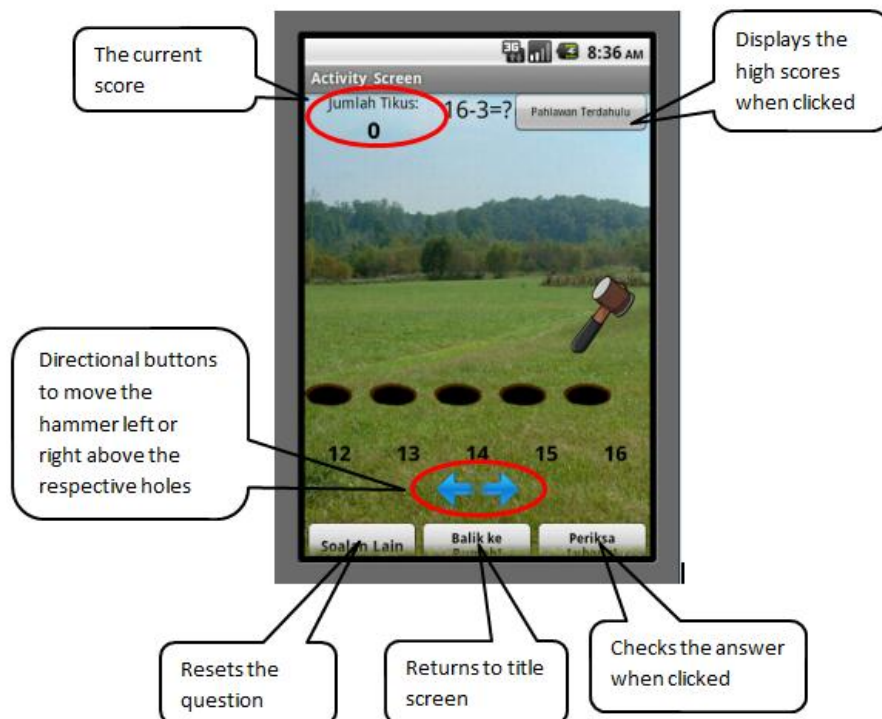 The current
score
Displays the
high scores
when clicked
3G
8:36 AM
Activity Screen
Jumlah Tikus:
0
16-3=?
Pahlawan Terdahulu
Directional buttons
to move the
hammer left or
right above the
respective holes
12 13 14 15 16
Soalan Lain
Balik ke
Periksa
Resets the
question
Returns to title
screen
Checks the answer
when clicked